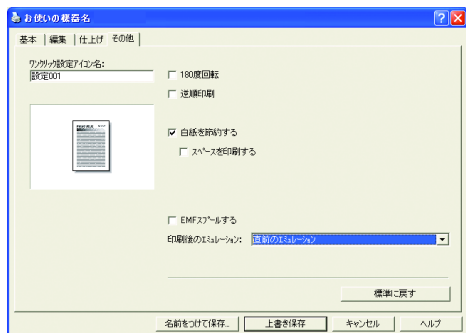 お使いの機器名
基本 編集 仕上げ その他
ワンクリック設定アイコン名:
設定001
180度回転
逆順印刷
白紙を節約する
スペースを印刷する
EMFスプールする
印刷後のエミュレーション: 直前のエミュレーション
標準に戻す
名前をつけて保存... 上書き保存 キャンセル ヘルプ